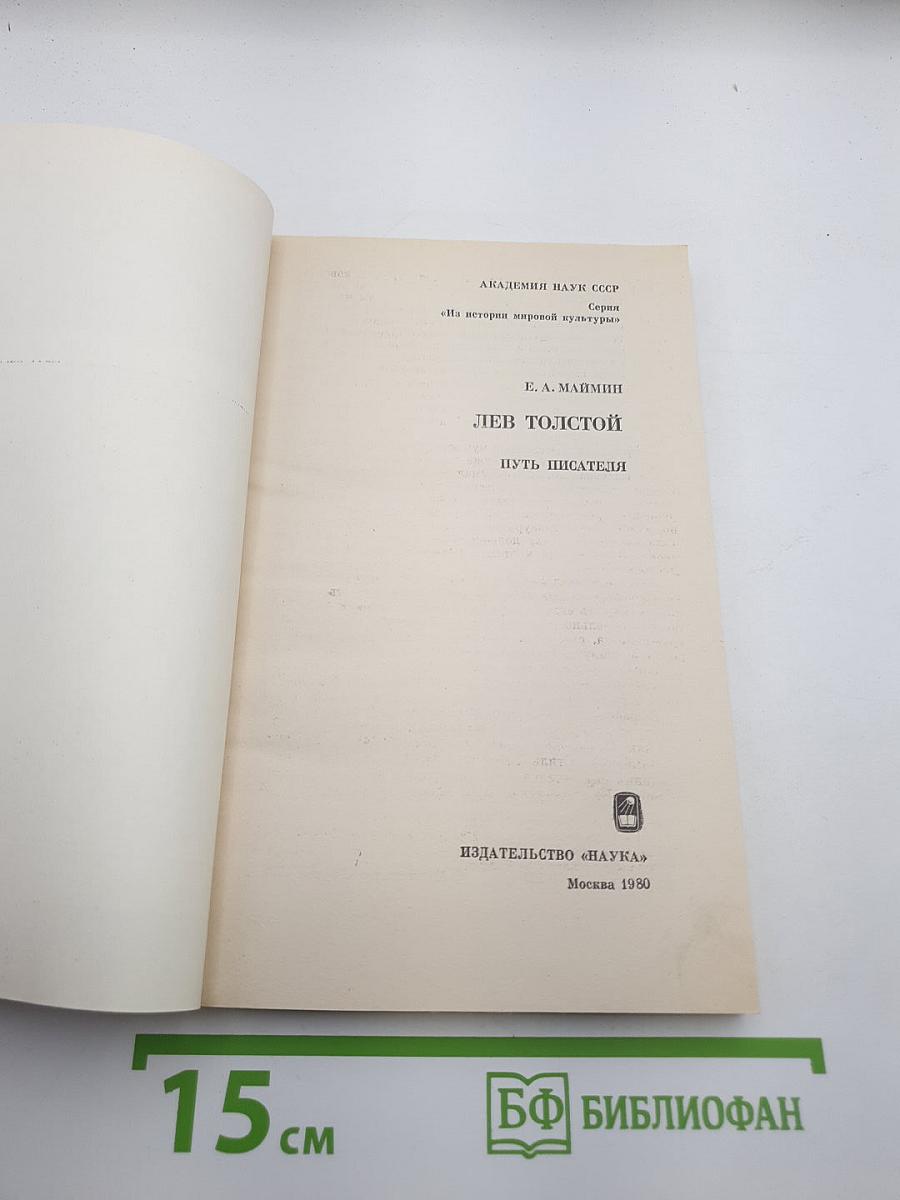 АКАДЕМИЯ НАУК СССР
Серия
«Из истории мировой культуры»
Е. А. МАЙМИН
ЛЕВ ТОЛСТОЙ
ПУТЬ ПИСАТЕЛЯ
ИЗДАТЕЛЬСТВО «НАУКА»
Москва 1980
15 см
БФ БИБЛИОФАН